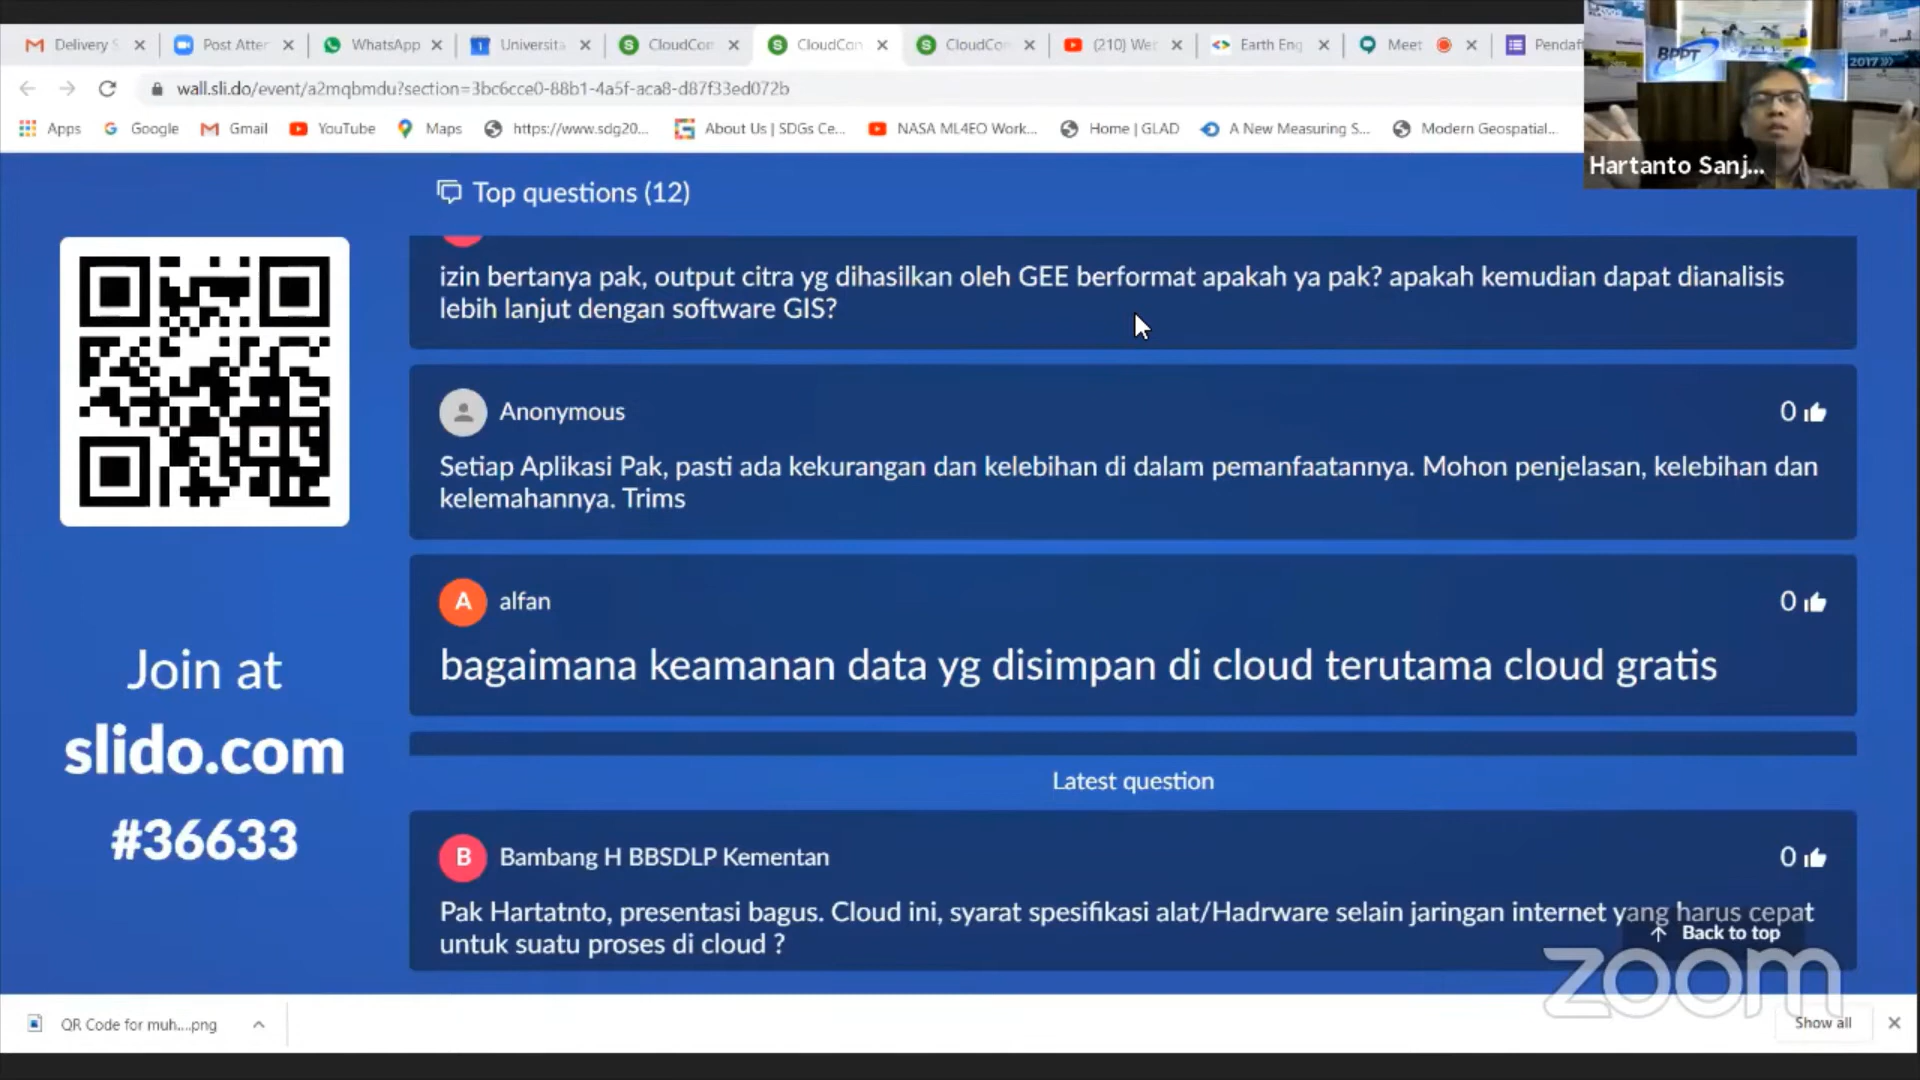 Delivery S
Post Atter
WhatsApp
Universita
CloudCon
CloudCon
CloudCon
(210) We
Earth Eng
Meet
Pendaf
wall.sli.do/event/a2mqbmdu?section=3bc6cce0-88b1-4a5f-aca8-d87f33ed072b
Apps
Google
Gmail
YouTube
Maps
https://www.sdg20...
About Us | SDGs Ce...
NASA ML4EO Work...
Home | GLAD
A New Measuring S...
Modern Geospatial...
BPPT
2017
Hartanto Sanj...
Top questions (12)
izin bertanya pak, output citra yg dihasilkan oleh GEE berformat apakah ya pak? apakah kemudian dapat dianalisis
lebih lanjut dengan software GIS?
Anonymous
0
Setiap Aplikasi Pak, pasti ada kekurangan dan kelebihan di dalam pemanfaatannya. Mohon penjelasan, kelebihan dan
kelemahannya. Trims
A alfan
0
bagaimana keamanan data yg disimpan di cloud terutama cloud gratis
Join at
slido.com
#36633
Latest question
B Bambang H BBSDLP Kementan
0
Pak Hartatnto, presentasi bagus. Cloud ini, syarat spesifikasi alat/Hadrware selain jaringan internet yang harus cepat
untuk suatu proses di cloud ?
Back to top
zoom
QR Code for muh....png
Show all